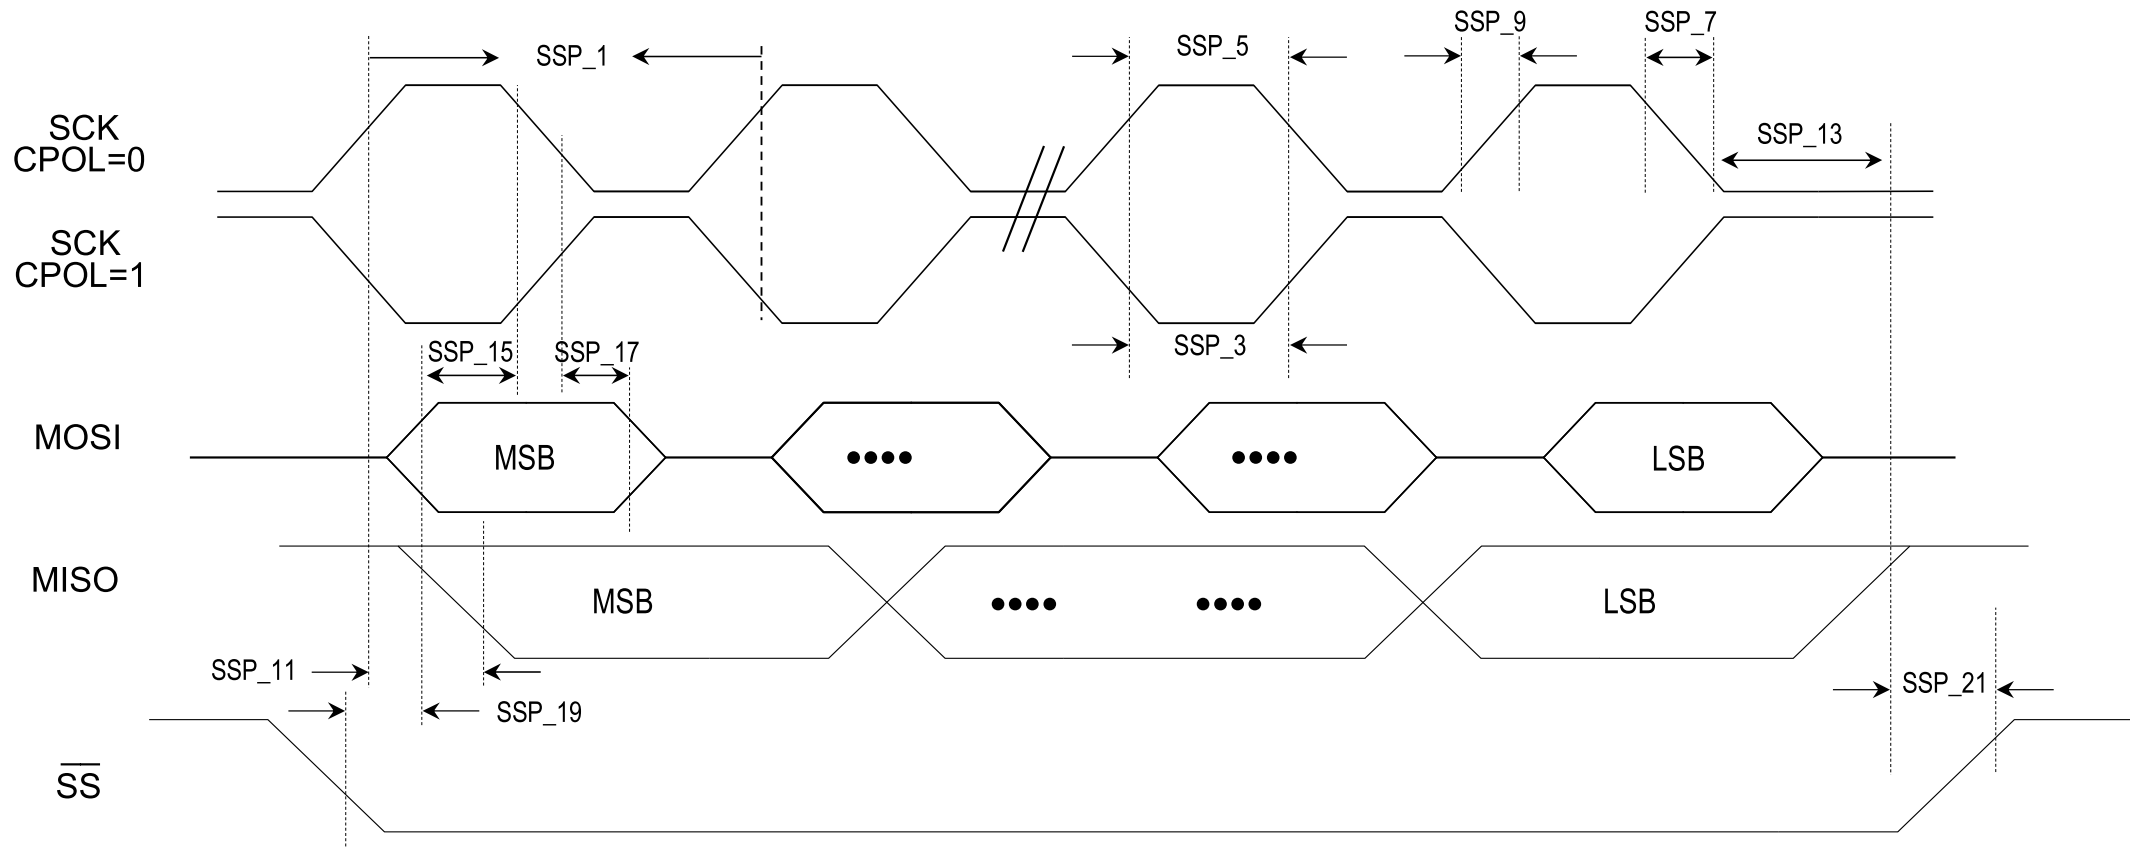 SSP_9
SSP_7
SSP_1
SSP_5
SCK
CPOL=0
SSP_13
SCK
CPOL=1
SSP_15
SSP_17
SSP_3
MOSI
MSB
••••
••••
LSB
MISO
MSB
••••
••••
LSB
SSP_11
SSP_21
SSP_19
S̅S̅